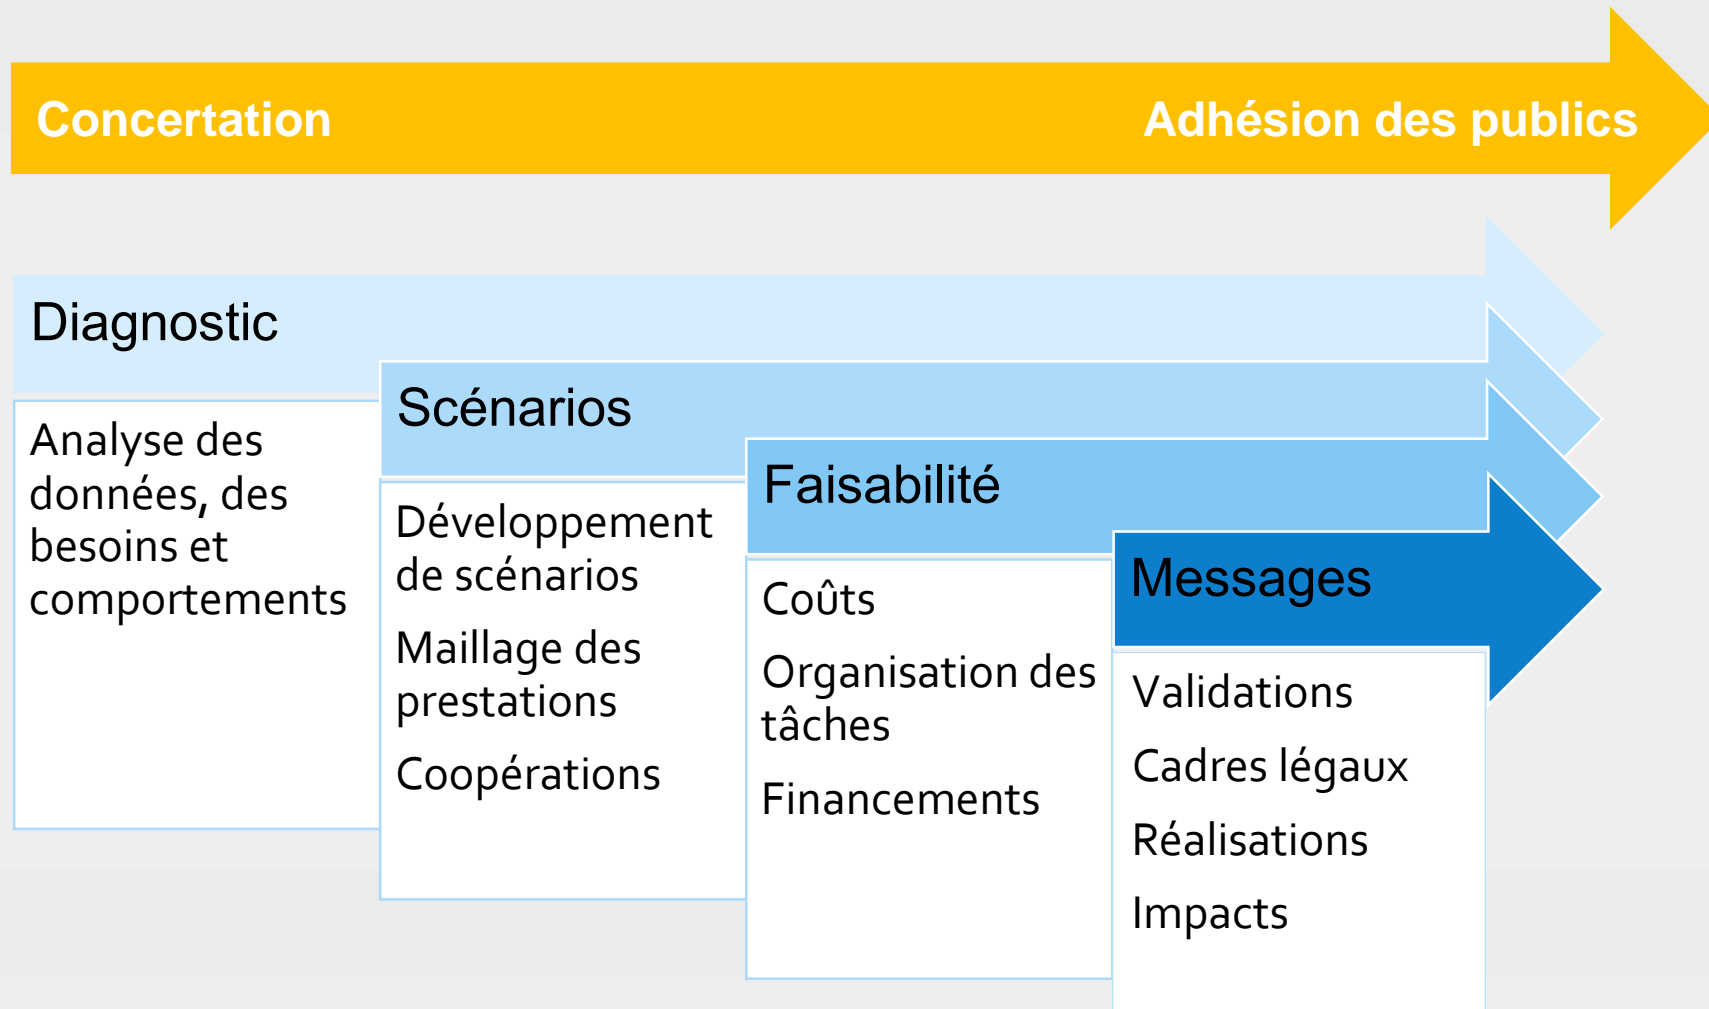 Concertation
Adhésion des publics
Diagnostic
Analyse des
données, des
besoins et
comportements
Scénarios
Développement
de scénarios
Maillage des
prestations
Coopérations
Faisabilité
Coûts
Organisation des
tâches
Financements
Messages
Validations
Cadres légaux
Réalisations
Impacts